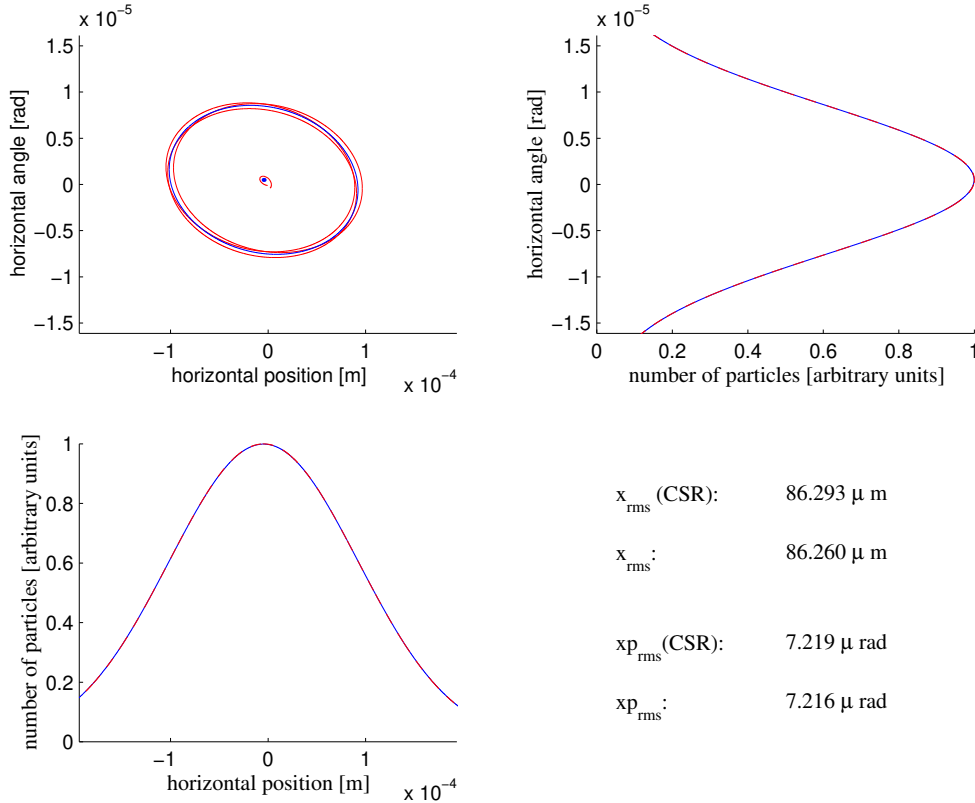 x 10⁻⁵
horizontal angle [rad]
1.5
1
0.5
0
−0.5
−1
−1.5
−1 0 1
horizontal position [m]
x 10⁻⁴
x 10⁻⁵
horizontal angle [rad]
1.5
1
0.5
0
−0.5
−1
−1.5
0 0.2 0.4 0.6 0.8 1
number of particles [arbitrary units]
number of particles [arbitrary units]
1
0.8
0.6
0.4
0.2
0
−1 0 1
horizontal position [m]
x 10⁻⁴
x_rms (CSR): 86.293 μ m
x_rms: 86.260 μ m
xp_rms(CSR): 7.219 μ rad
xp_rms: 7.216 μ rad